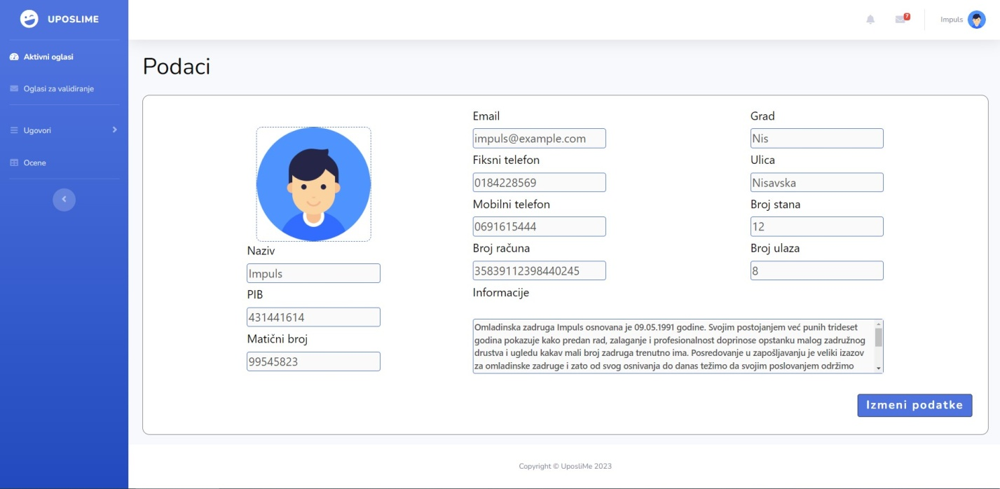 UPOSLIME
Aktivni oglasi
Oglasi za validiranje
Ugovori
Ocene
7
Impuls
Podaci
Naziv
Impuls
PIB
431441614
Matični broj
99545823
Email
impuls@example.com
Fiksni telefon
0184228569
Mobilni telefon
0691615444
Broj računa
35839112398440245
Informacije
Omladinska zadruga Impuls osnovana je 09.05.1991 godine. Svojim postojanjem već punih trideset
godina pokazuje kako predan rad, zalaganje i profesionalnost doprinose opstanku malog zadružnog
drustva i ugledu kakav mali broj zadruga trenutno ima. Posredovanje u zapošljavanju je veliki izazov
za omladinske zadruge i zato od svog osnivanja do danas težimo da svojim poslovanjem održimo
Grad
Nis
Ulica
Nisavska
Broj stana
12
Broj ulaza
8
Izmeni podatke
Copyright © UposliMe 2023